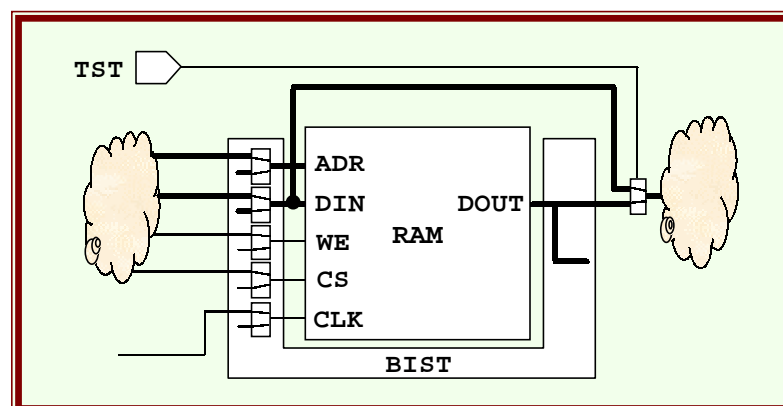 TST
ADR
DIN
DOUT
RAM
WE
CS
CLK
BIST